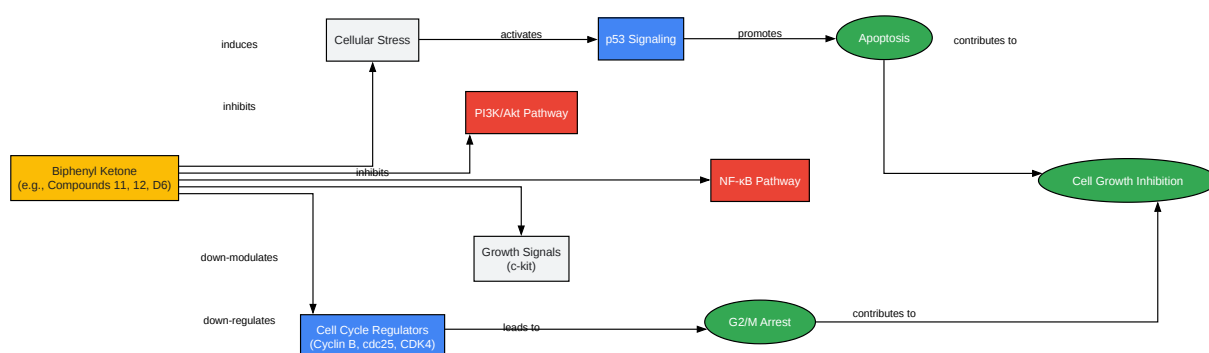 Cellular Stress
activates
p53 Signaling
promotes
Apoptosis
contributes to
induces
inhibits
PI3K/Akt Pathway
Biphenyl Ketone
(e.g., Compounds 11, 12, D6)
inhibits
NF-κB Pathway
Cell Growth Inhibition
Growth Signals
(c-kit)
down-modulates
down-regulates
Cell Cycle Regulators
(Cyclin B, cdc25, CDK4)
leads to
G2/M Arrest
contributes to